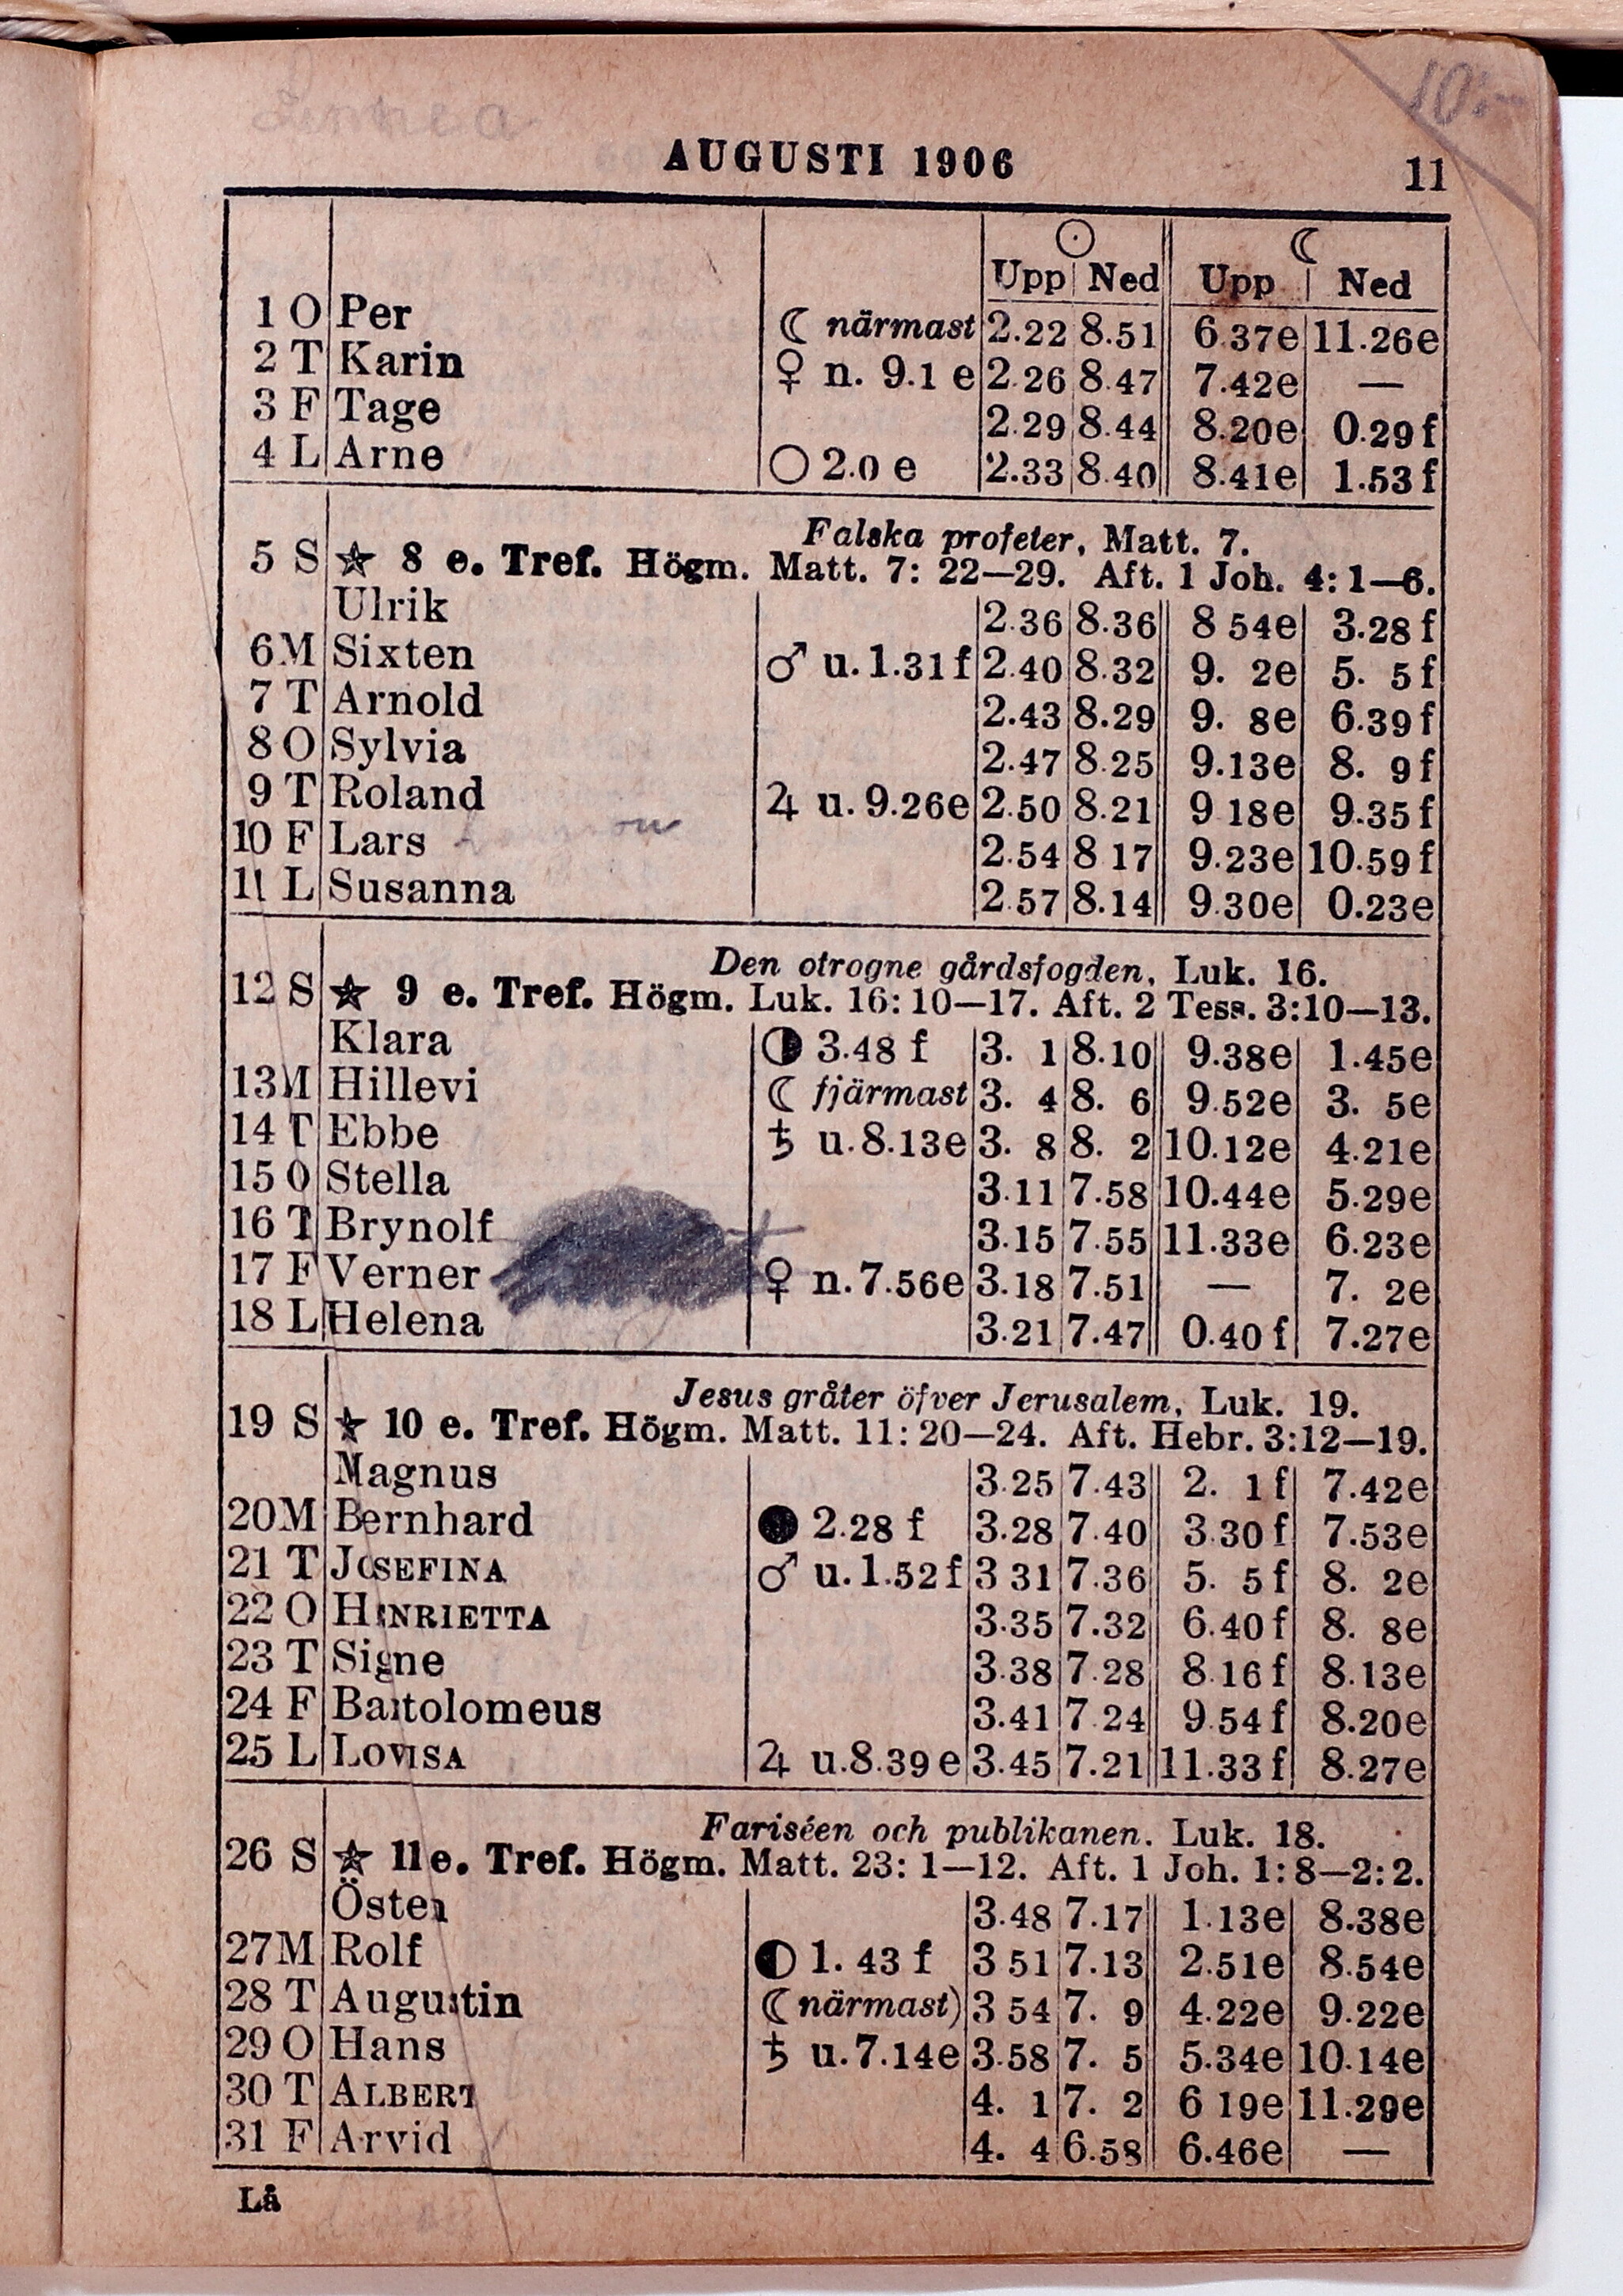 Linnea
10:-
AUGUSTI 1906
11
☉ ☾
Upp Ned Upp Ned
1 O Per ☾ närmast 2.22 8.51 6.37e 11.26e
2 T Karin ♀ n. 9.1 e 2.26 8.47 7.42e —
3 F Tage 2.29 8.44 8.20e 0.29 f
4 L Arne ○ 2.0 e 2.33 8.40 8.41e 1.53 f
Falska profeter, Matt. 7.
5 S ☆ 8 e. Tref. Högm. Matt. 7: 22—29. Aft. 1 Joh. 4: 1—6.
Ulrik 2.36 8.36 8 54e 3.28 f
6 M Sixten ♂ u. 1.31 f 2.40 8.32 9. 2e 5. 5 f
7 T Arnold 2.43 8.29 9. 8e 6.39 f
8 O Sylvia 2.47 8.25 9.13e 8. 9 f
9 T Roland ♃ u. 9.26e 2.50 8.21 9 18e 9.35 f
10 F Lars 2.54 8 17 9.23e 10.59 f
11 L Susanna 2.57 8.14 9.30e 0.23e
Den otrogne gårdsfogden, Luk. 16.
12 S ☆ 9 e. Tref. Högm. Luk. 16: 10—17. Aft. 2 Tess. 3:10—13.
Klara ◑ 3.48 f 3. 1 8.10 9.38e 1.45e
13 M Hillevi ☾ fjärmast 3. 4 8. 6 9.52e 3. 5e
14 T Ebbe ♄ u. 8.13e 3. 8 8. 2 10.12e 4.21e
15 O Stella 3.11 7.58 10.44e 5.29e
16 T Brynolf 3.15 7.55 11.33e 6.23e
17 F Verner ♀ n. 7.56e 3.18 7.51 — 7. 2e
18 L Helena 3.21 7.47 0.40 f 7.27e
Jesus gråter öfver Jerusalem, Luk. 19.
19 S ☆ 10 e. Tref. Högm. Matt. 11: 20—24. Aft. Hebr. 3:12—19.
Magnus 3.25 7.43 2. 1 f 7.42e
20 M Bernhard ● 2.28 f 3.28 7.40 3.30 f 7.53e
21 T JOSEFINA ♂ u. 1.52 f 3 31 7.36 5. 5 f 8. 2e
22 O HENRIETTA 3.35 7.32 6.40 f 8. 8e
23 T Signe 3.38 7.28 8.16 f 8.13e
24 F Bartolomeus 3.41 7.24 9.54 f 8.20e
25 L LOVISA ♃ u. 8.39 e 3.45 7.21 11.33 f 8.27e
Fariséen och publikanen. Luk. 18.
26 S ☆ 11 e. Tref. Högm. Matt. 23: 1—12. Aft. 1 Joh. 1: 8—2: 2.
Östen 3.48 7.17 1.13e 8.38e
27 M Rolf ◐ 1. 43 f 3 51 7.13 2.51e 8.54e
28 T Augustin ☾ närmast) 3 54 7. 9 4.22e 9.22e
29 O Hans ♄ u. 7.14e 3.58 7. 5 5.34e 10.14e
30 T ALBERT 4. 1 7. 2 6 19e 11.29e
31 F Arvid 4. 4 6.58 6.46e —
Lå